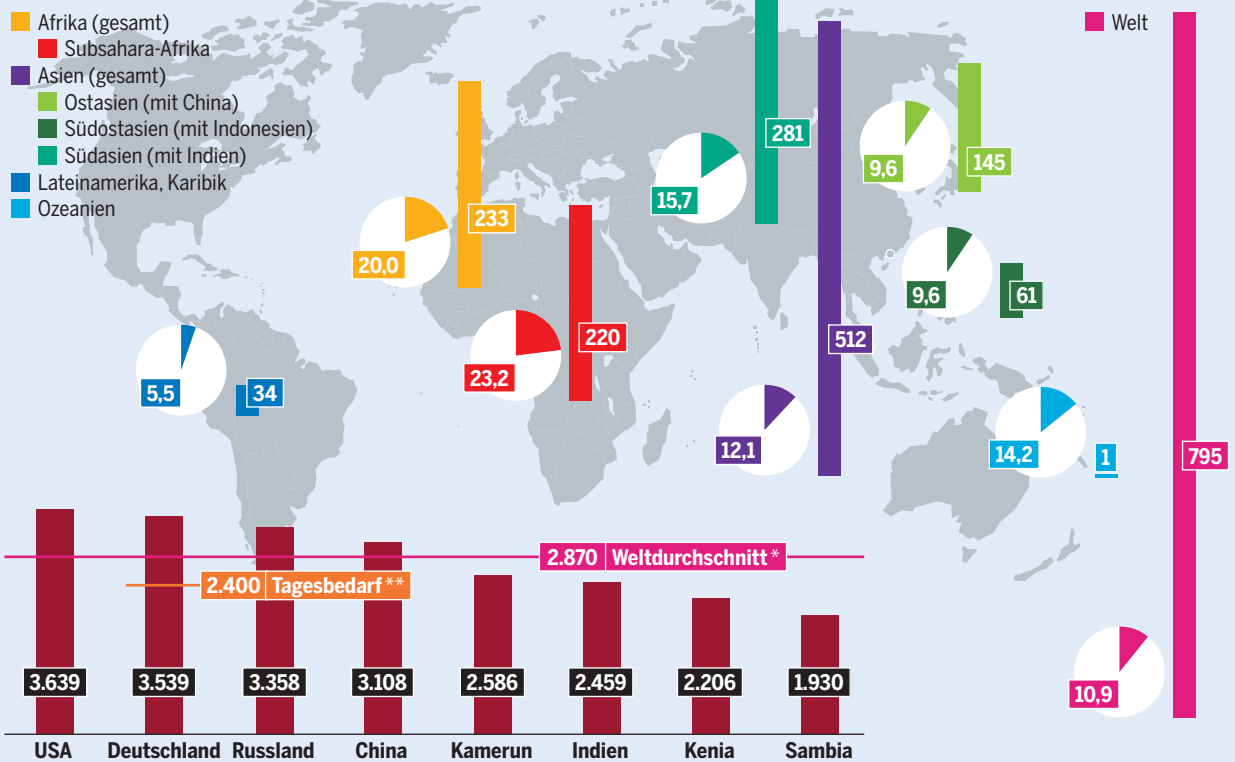 Afrika (gesamt)
Subsahara-Afrika
Asien (gesamt)
Ostasien (mit China)
Südostasien (mit Indonesien)
Südasien (mit Indien)
Lateinamerika, Karibik
Ozeanien
Welt
281
145
9,6
15,7
233
20,0
9,6
61
220
23,2
512
5,5
34
12,1
14,2
1
795
2.870 Weltdurchschnitt *
2.400 Tagesbedarf **
3.639
3.539
3.358
3.108
2.586
2.459
2.206
1.930
10,9
USA
Deutschland
Russland
China
Kamerun
Indien
Kenia
Sambia